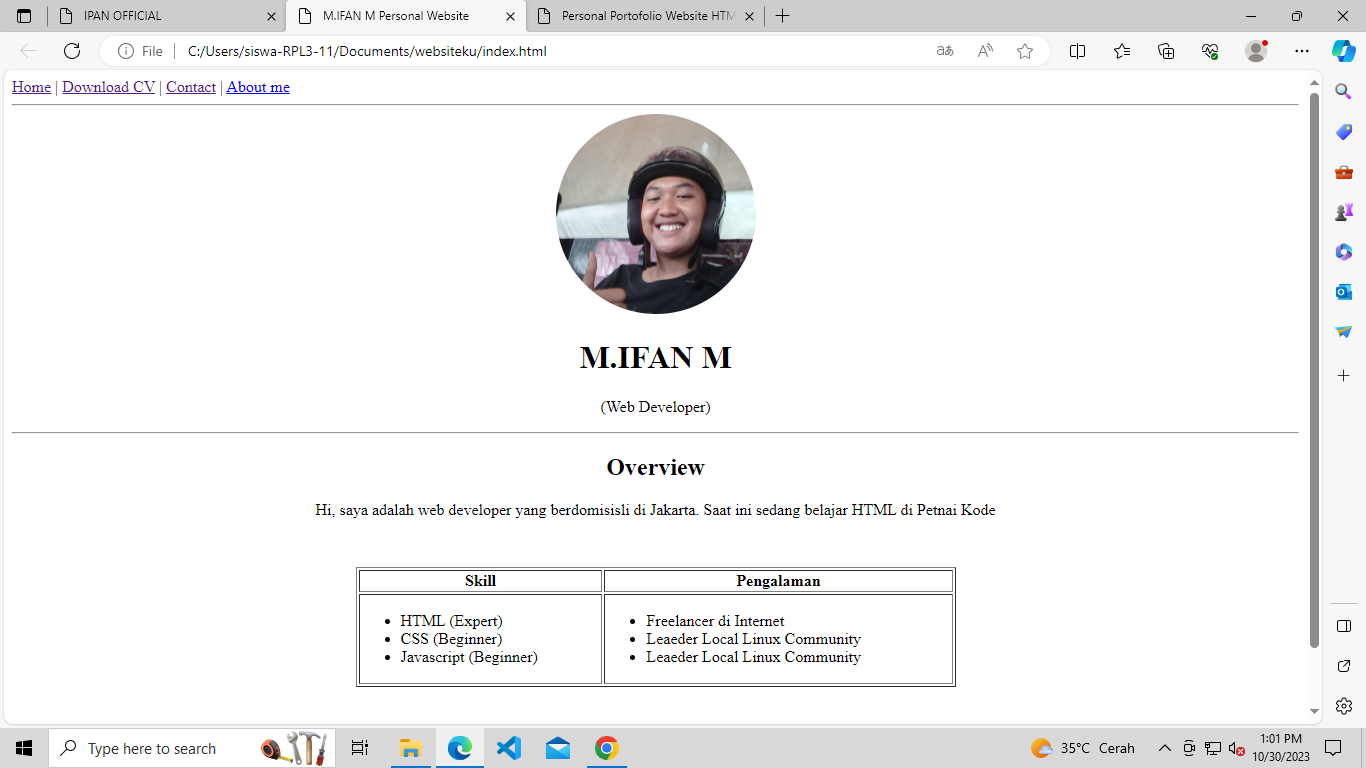 IPAN OFFICIAL
M.IFAN M Personal Website
Personal Portofolio Website HTM
File
C:/Users/siswa-RPL3-11/Documents/websiteku/index.html
Home | Download CV | Contact | About me
M.IFAN M
(Web Developer)
Overview
Hi, saya adalah web developer yang berdomisisli di Jakarta. Saat ini sedang belajar HTML di Petnai Kode
Skill Pengalaman
HTML (Expert)
CSS (Beginner)
Javascript (Beginner)
Freelancer di Internet
Leaeder Local Linux Community
Leaeder Local Linux Community
Type here to search
35°C Cerah
1:01 PM
10/30/2023